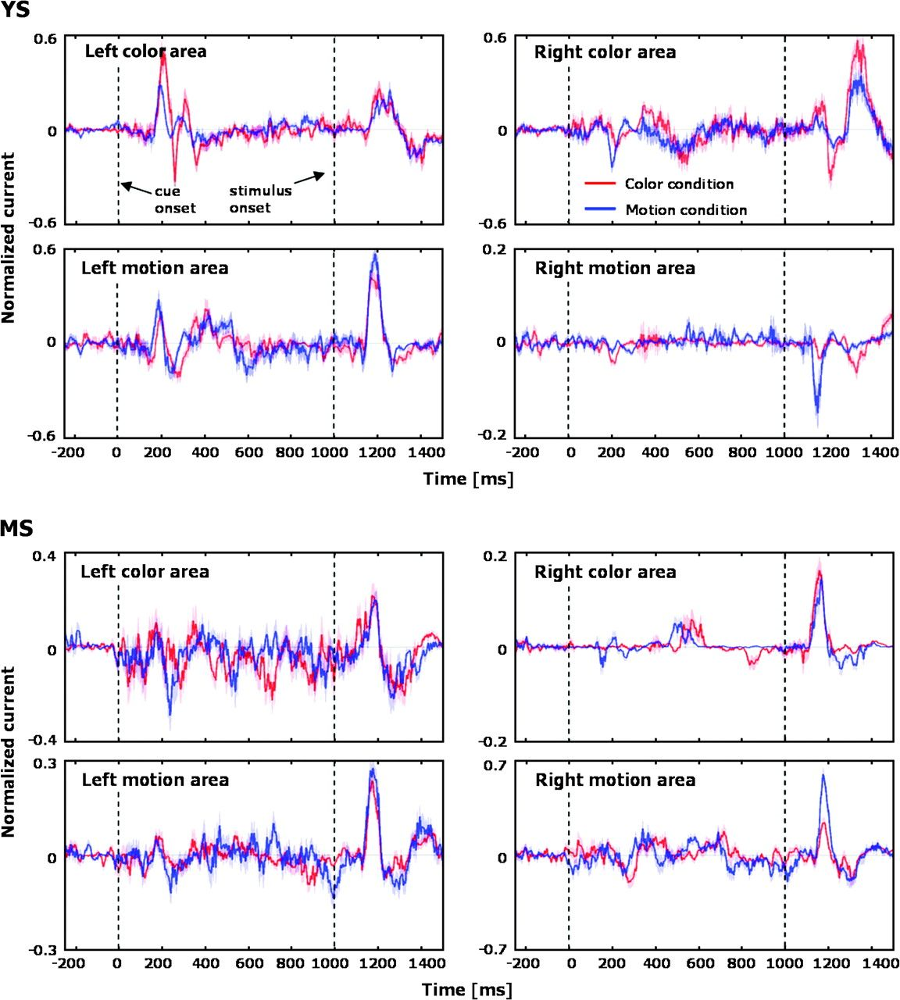 YS
Normalized current
0.6
0
-0.6
Left color area
cue
onset
stimulus
onset
0.6
0
-0.6
Right color area
Color condition
Motion condition
0.6
0
-0.6
Left motion area
-200 0 200 400 600 800 1000 1200 1400
0.2
0
-0.2
Right motion area
-200 0 200 400 600 800 1000 1200 1400
Time [ms]
MS
Normalized current
0.4
0
-0.4
Left color area
0.2
0
-0.2
Right color area
0.3
0
-0.3
Left motion area
-200 0 200 400 600 800 1000 1200 1400
0.7
0
-0.7
Right motion area
-200 0 200 400 600 800 1000 1200 1400
Time [ms]